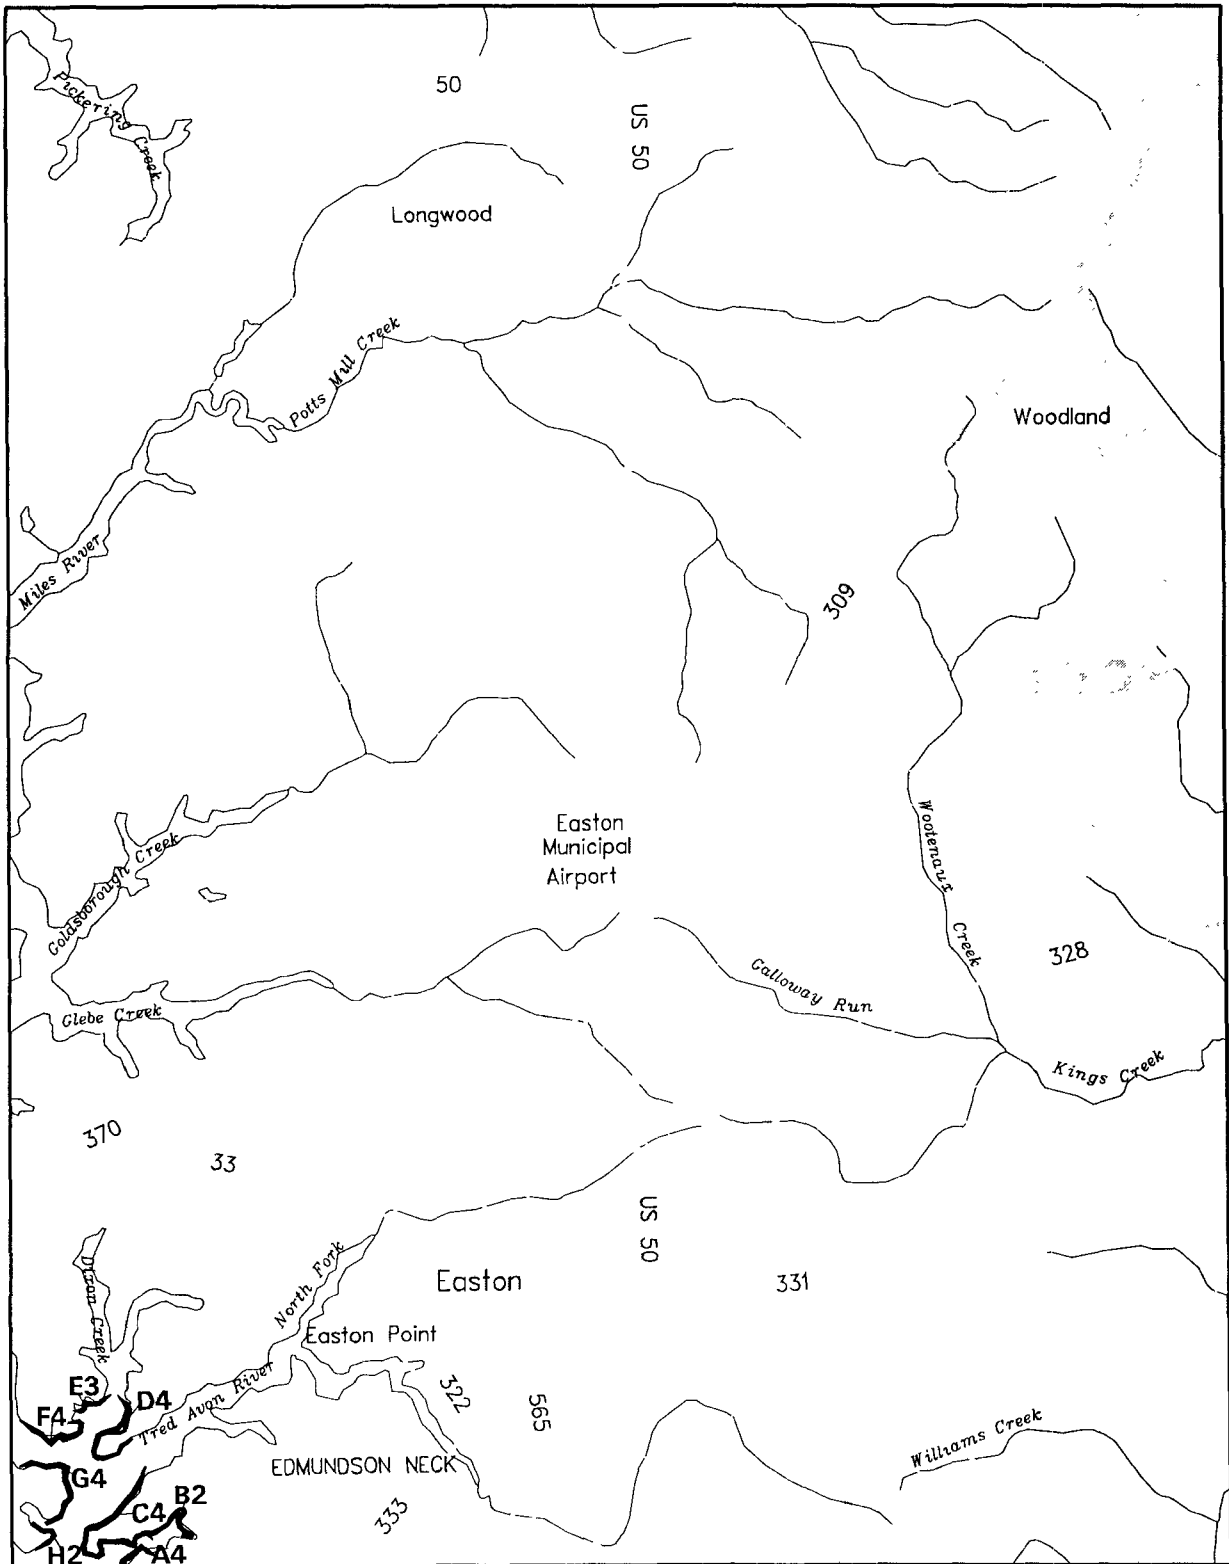 Pickering Creek
50
US 50
Longwood
Potts Mill Creek
Woodland
Miles River
309
Easton
Municipal
Airport
Wootenaux Creek
Goldsborough Creek
328
Galloway Run
Glebe Creek
Kings Creek
370
33
US 50
North Fork
Dixon Creek
Easton
331
Easton Point
Tred Avon River
322
565
E3
D4
F4
Williams Creek
EDMUNDSON NECK
G4
B2
C4
333
H2
A4